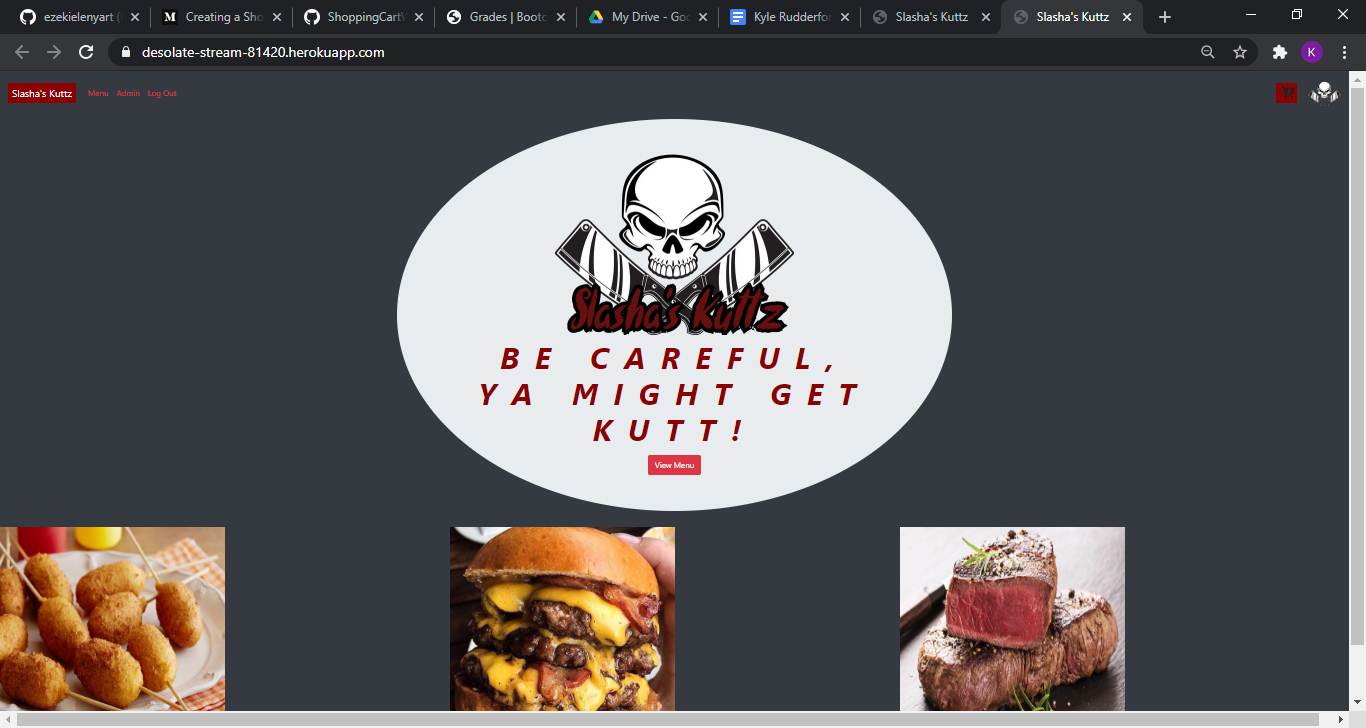 ezekielenyart (
Creating a Sho
ShoppingCart
Grades | Bootc
My Drive - Goo
Kyle Rudderfor
Slasha's Kuttz
Slasha's Kuttz
desolate-stream-81420.herokuapp.com
K
Slasha's Kuttz
Menu
Admin
Log Out
Slasha's Kuttz
BE CAREFUL,
YA MIGHT GET
KUTT!
View Menu